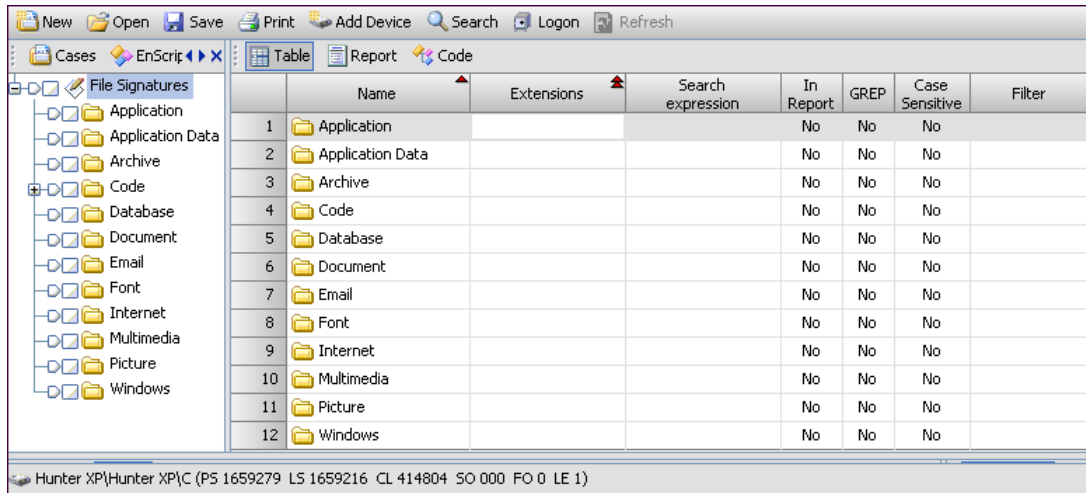 New Open Save Print Add Device Search Logon Refresh
Cases EnScrip Table Report Code
File Signatures
Application
Application Data
Archive
Code
Database
Document
Email
Font
Internet
Multimedia
Picture
Windows
Name Extensions Search expression In Report GREP Case Sensitive Filter
1 Application No No No
2 Application Data No No No
3 Archive No No No
4 Code No No No
5 Database No No No
6 Document No No No
7 Email No No No
8 Font No No No
9 Internet No No No
10 Multimedia No No No
11 Picture No No No
12 Windows No No No
Hunter XP\Hunter XP\C (PS 1659279 LS 1659216 CL 414804 SO 000 FO 0 LE 1)